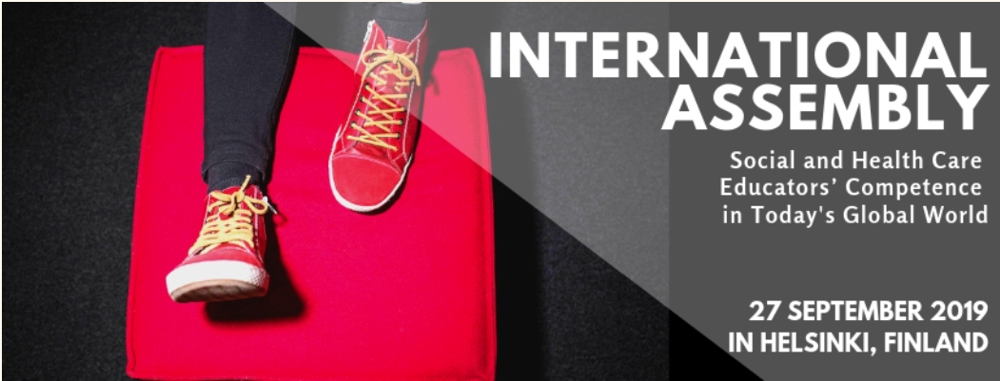 INTERNATIONAL
ASSEMBLY
Social and Health Care
Educators’ Competence
in Today's Global World
27 SEPTEMBER 2019
IN HELSINKI, FINLAND